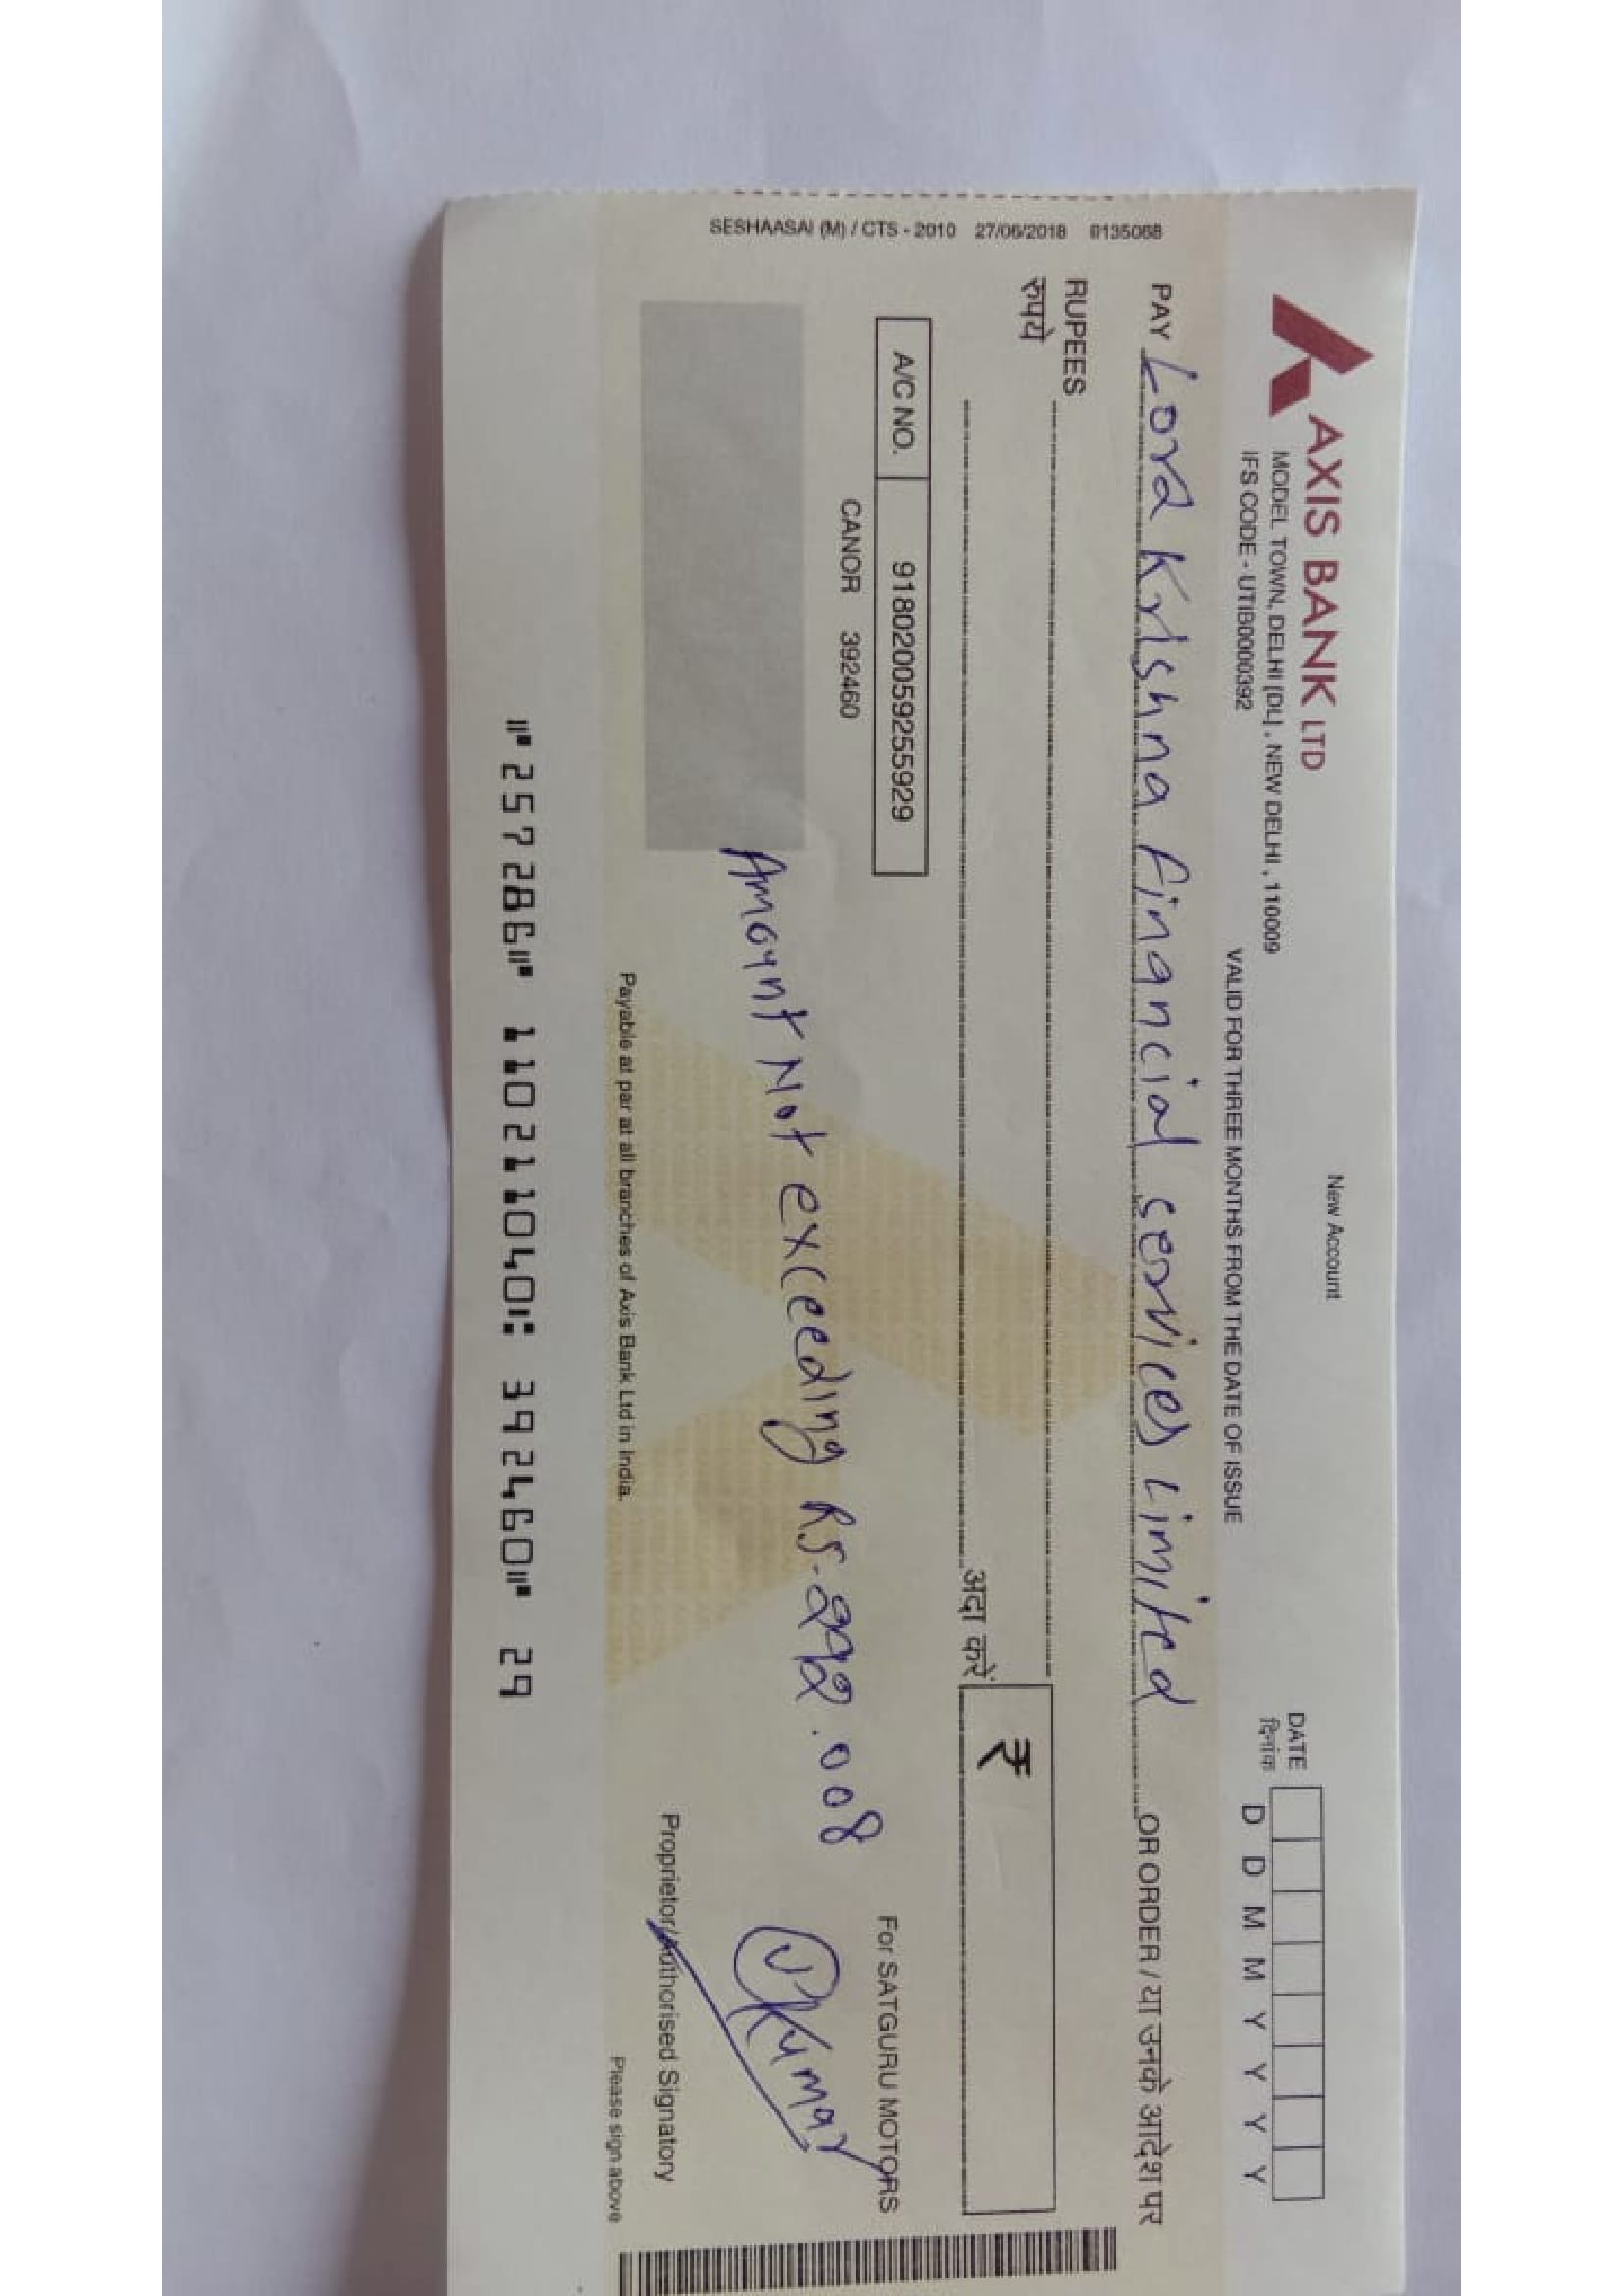 New Account
AXIS BANK LTD
MODEL TOWN, DELHI [DL], NEW DELHI, 110009
IFS CODE - UTIB0000392
VALID FOR THREE MONTHS FROM THE DATE OF ISSUE
DATE
दिनांक
D D M M Y Y Y Y
PAY Lord Krishna Financial services Limited OR ORDER / या उनके आदेश पर
RUPEES
रुपये
अदा करें ₹
A/C NO. 918020059255929
CANOR 392460
For SATGURU MOTORS
Amount Not exceeding Rs.
Kumar
Proprietor/Authorised Signatory
Please sign above
Payable at par at all branches of Axis Bank Ltd in India.
⑈257286⑈ 110211040⑆ 392460⑈ 29
SESHAASAI (M) / CTS - 2010 27/06/2018 0135068